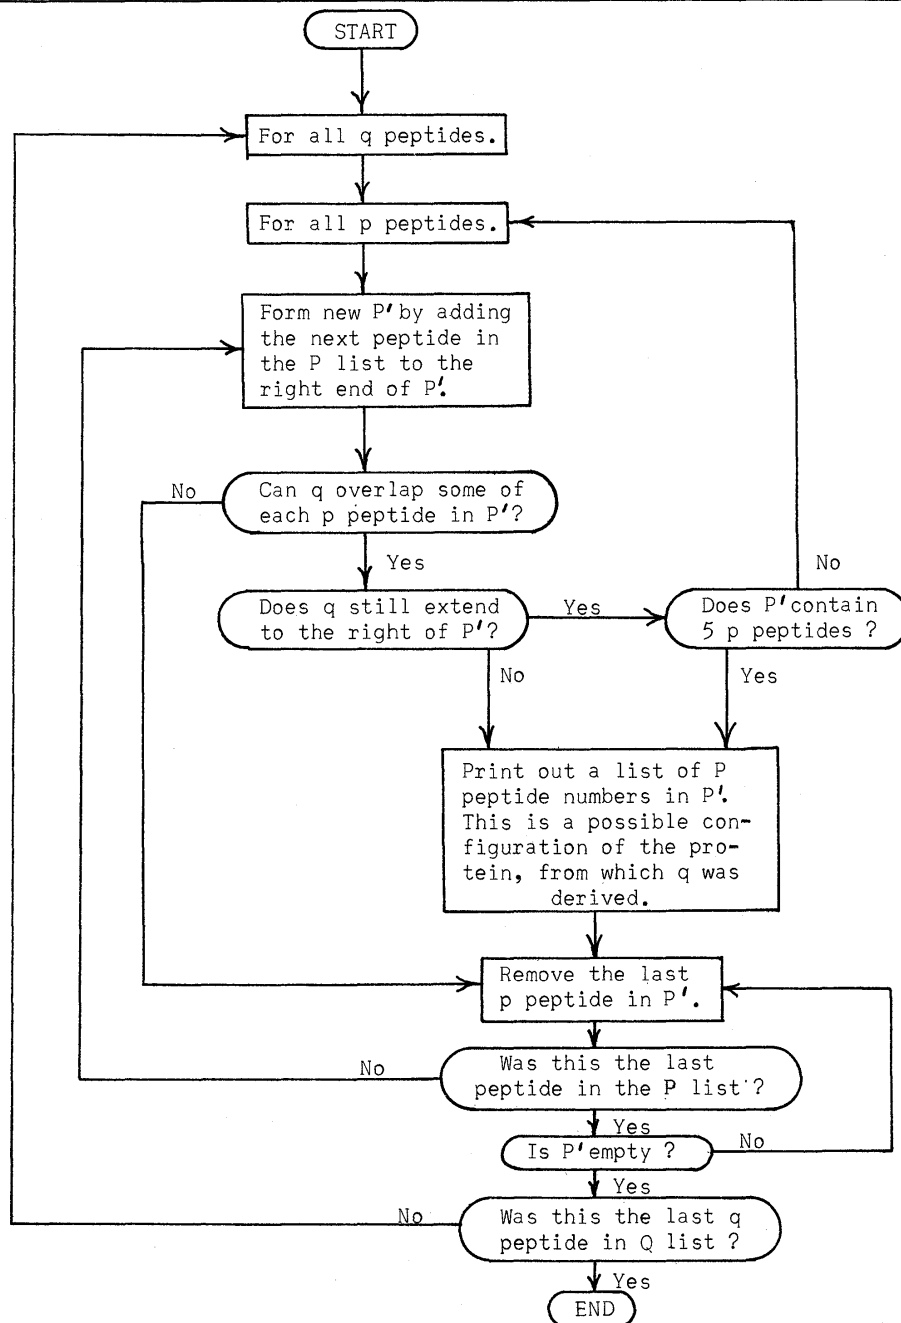 START
For all q peptides.
For all p peptides.
Form new P' by adding
the next peptide in
the P list to the
right end of P'.
No
Can q overlap some of
each p peptide in P'?
Yes
No
Does q still extend
to the right of P'?
Yes
Does P' contain
5 p peptides ?
No
Yes
Print out a list of P
peptide numbers in P'.
This is a possible con-
figuration of the pro-
tein, from which q was
derived.
Remove the last
p peptide in P'.
No
Was this the last
peptide in the P list ?
Yes
Is P' empty ?
No
Yes
No
Was this the last q
peptide in Q list ?
Yes
END